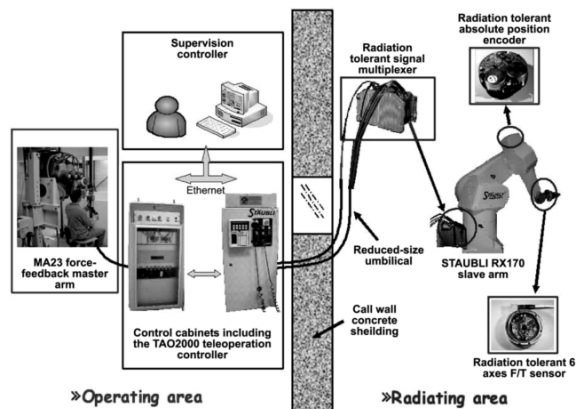 Supervision
controller
Ethernet
MA23 force-
feedback master
arm
STAUBLI
Control cabinets including
the TAO2000 teleoperation
controller
»Operating area
Radiation
tolerant signal
multiplexer
Radiation tolerant
absolute position
encoder
STAUBLI
Reduced-size
umbilical
STAUBLI RX170
slave arm
Call wall
concrete
sheilding
Radiation tolerant 6
axes F/T sensor
»Radiating area